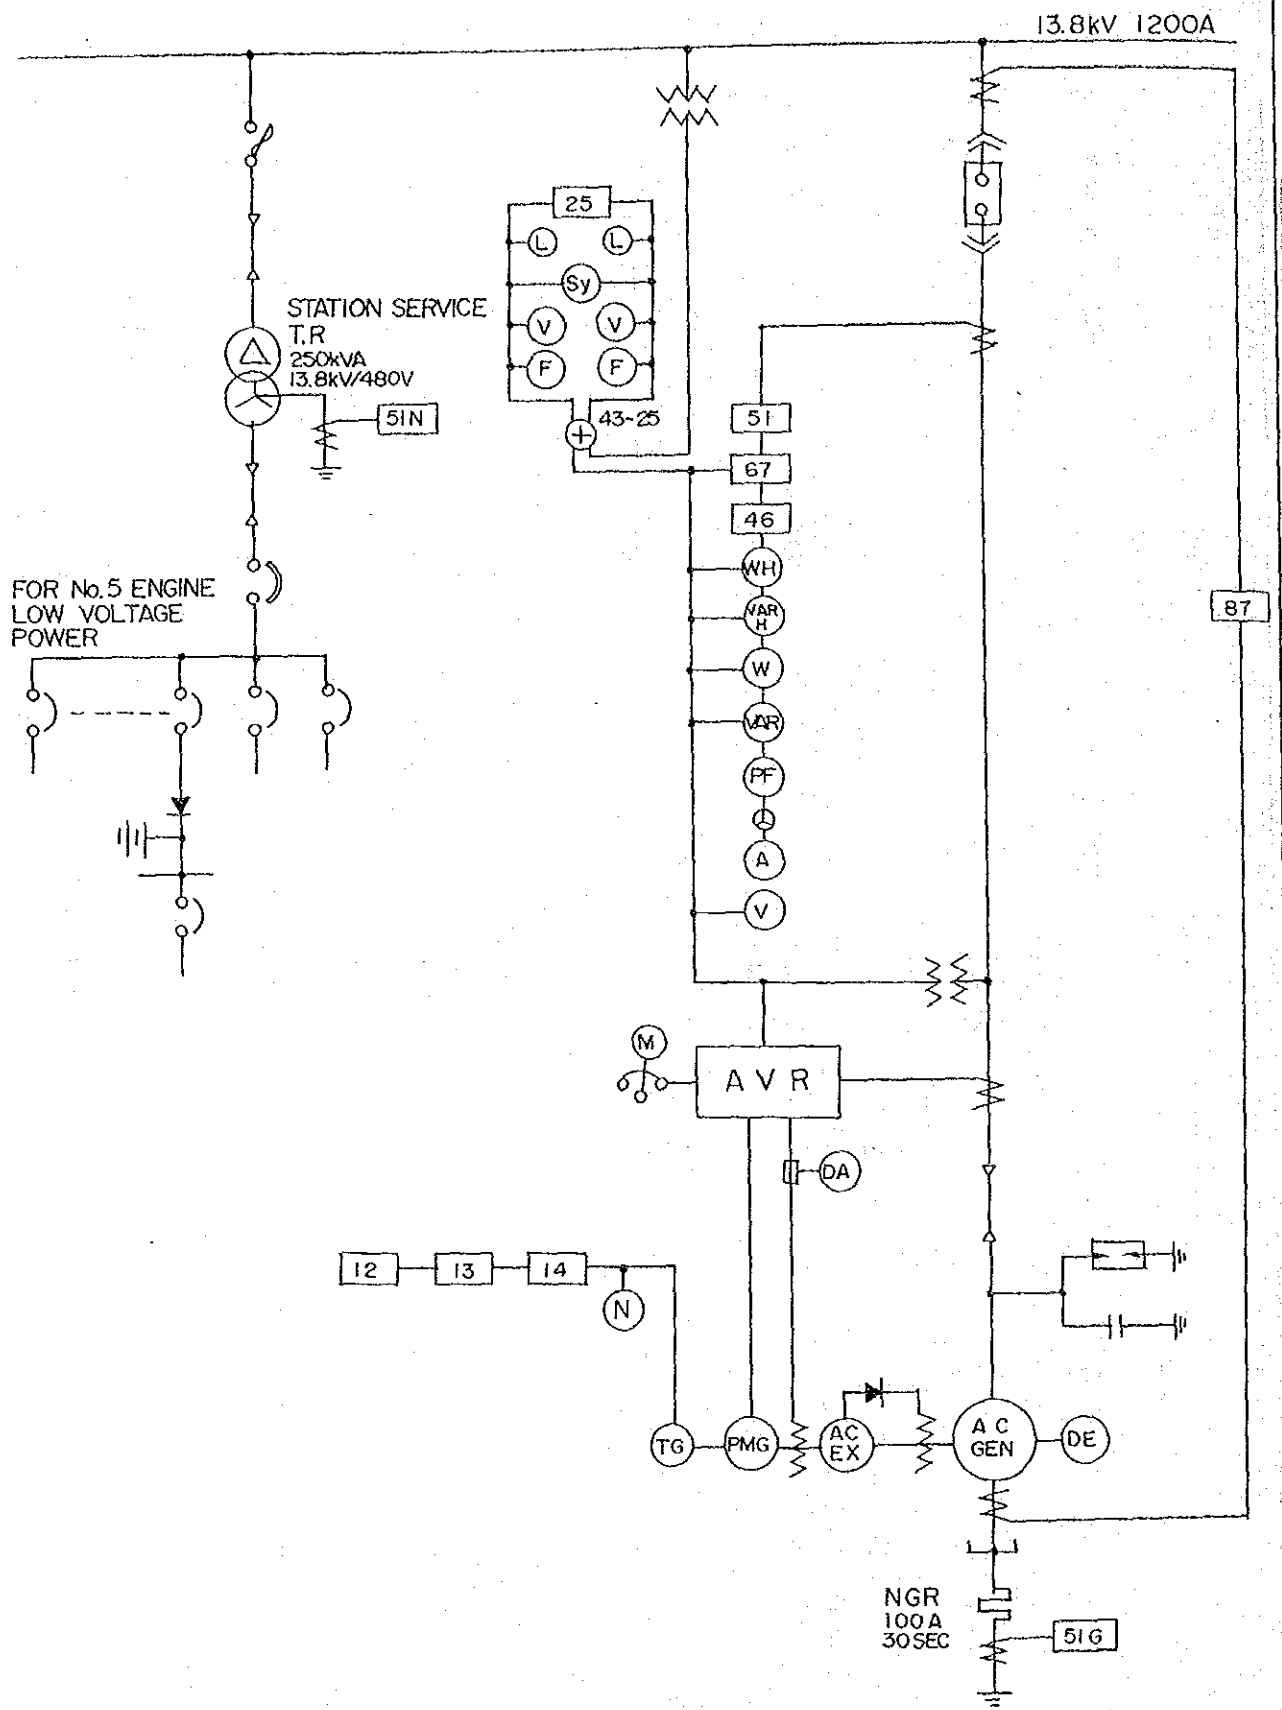 13.8kV 1200A
25
L
L
Sy
V
V
F
F
43-25
STATION SERVICE
T.R
250kVA
13.8kV/480V
51N
51
67
46
WH
VAR
H
W
VAR
PF
A
V
FOR No.5 ENGINE
LOW VOLTAGE
POWER
87
M
AVR
DA
12
13
14
N
TG
PMG
AC
EX
AC
GEN
DE
NGR
100A
30SEC
51G